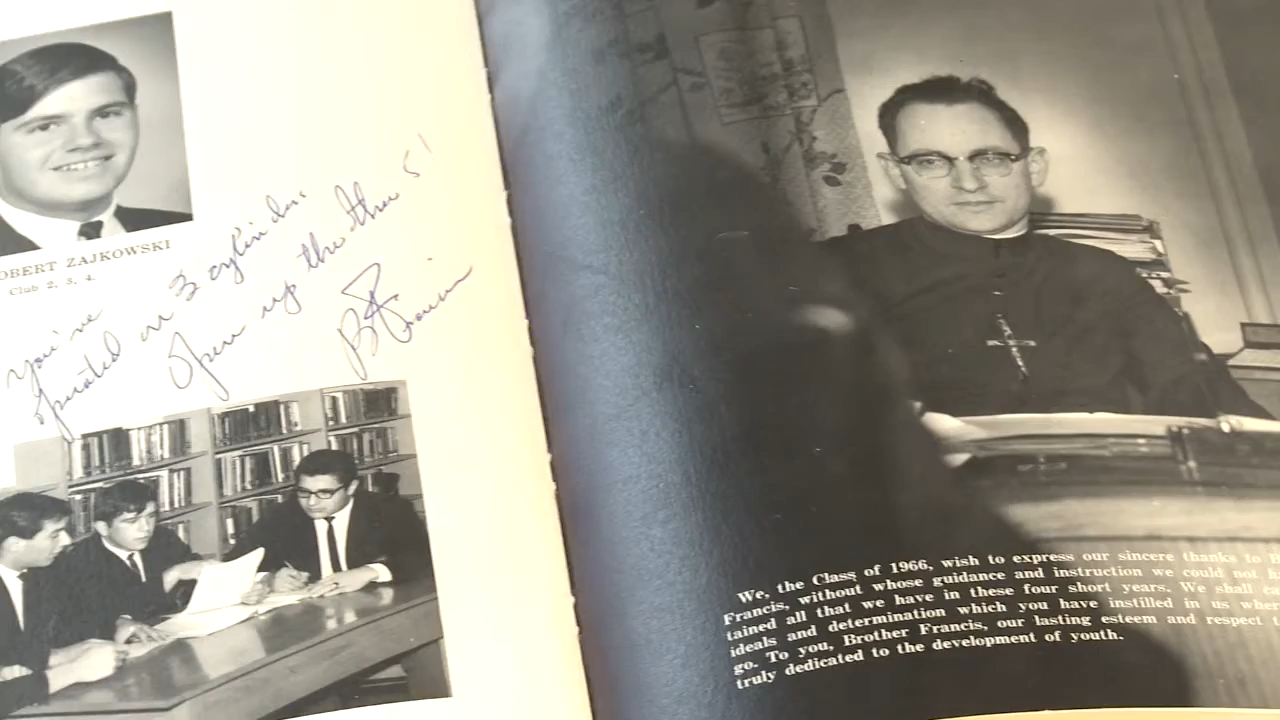 OBERT ZAJKOWSKI
Club 2, 3, 4.
You've
operated on 3 cylinders
Open up the other 5!
We, the Class of 1966, wish to express our sincere thanks to B
Francis, without whose guidance and instruction we could not h
tained all that we have in these four short years. We shall ca
ideals and determination which you have instilled in us wher
go. To you, Brother Francis, our lasting esteem and respect t
truly dedicated to the development of youth.